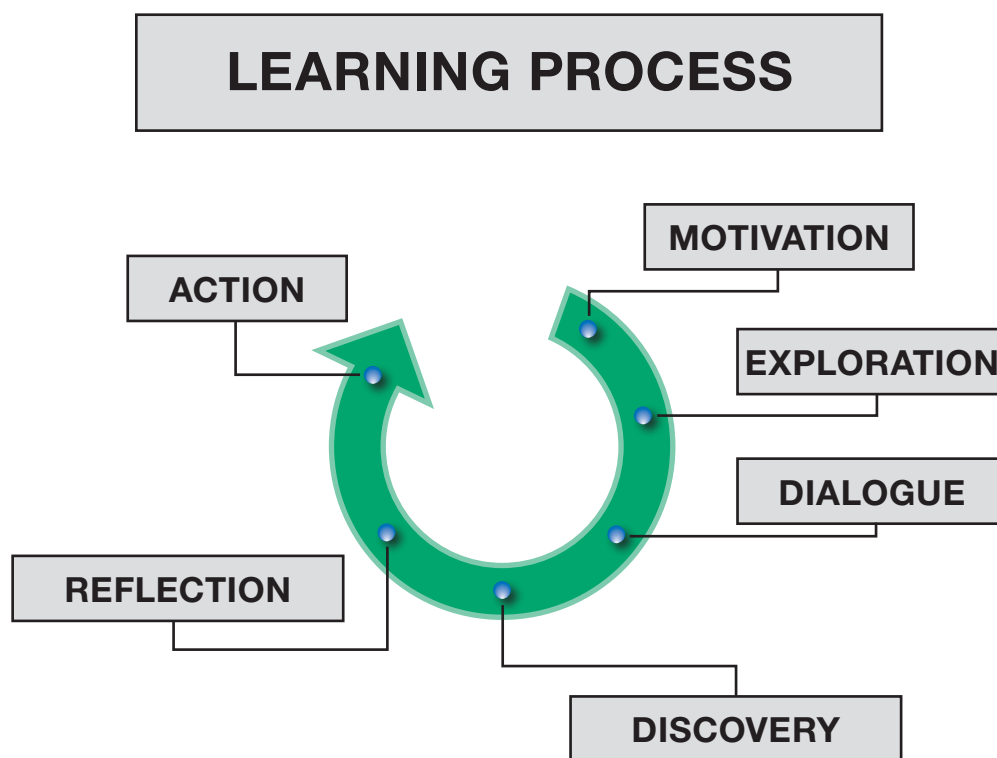 LEARNING PROCESS
MOTIVATION
EXPLORATION
DIALOGUE
DISCOVERY
REFLECTION
ACTION